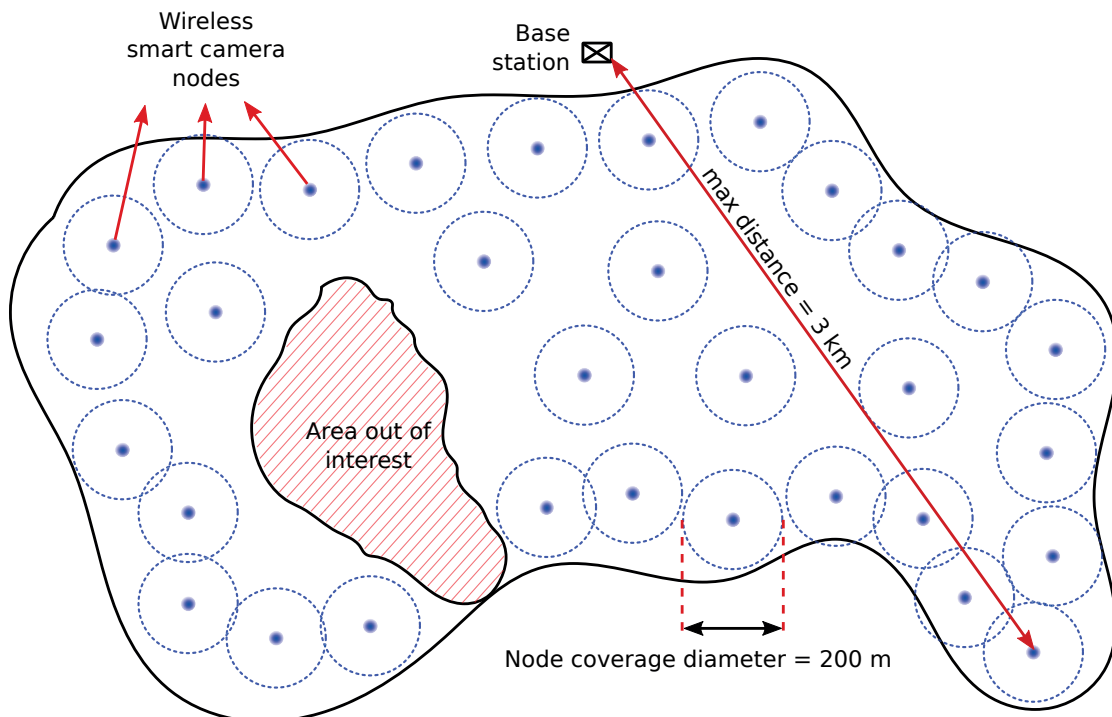 Wireless
smart camera
nodes
Base
station
max distance = 3 km
Area out of
interest
Node coverage diameter = 200 m